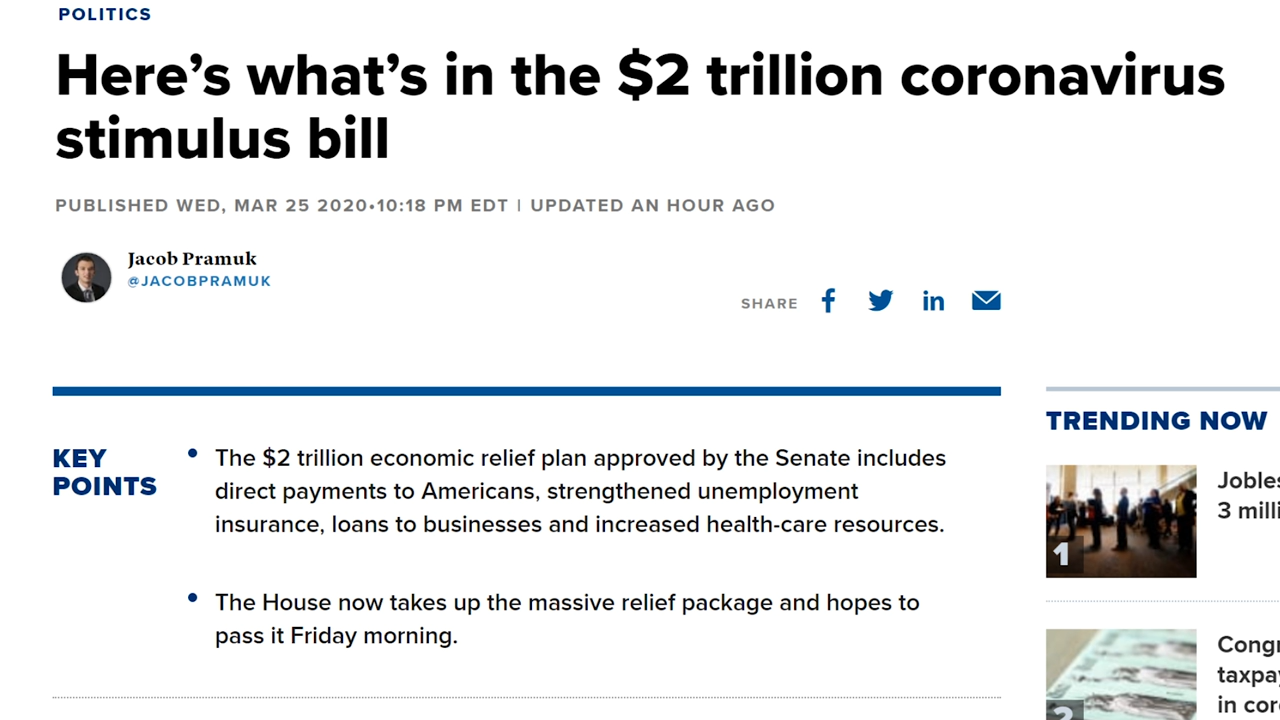 POLITICS
Here’s what’s in the $2 trillion coronavirus
stimulus bill
PUBLISHED WED, MAR 25 2020•10:18 PM EDT | UPDATED AN HOUR AGO
Jacob Pramuk
@JACOBPRAMUK
SHARE
KEY
POINTS
• The $2 trillion economic relief plan approved by the Senate includes
direct payments to Americans, strengthened unemployment
insurance, loans to businesses and increased health-care resources.
• The House now takes up the massive relief package and hopes to
pass it Friday morning.
TRENDING NOW
1
3
2
in